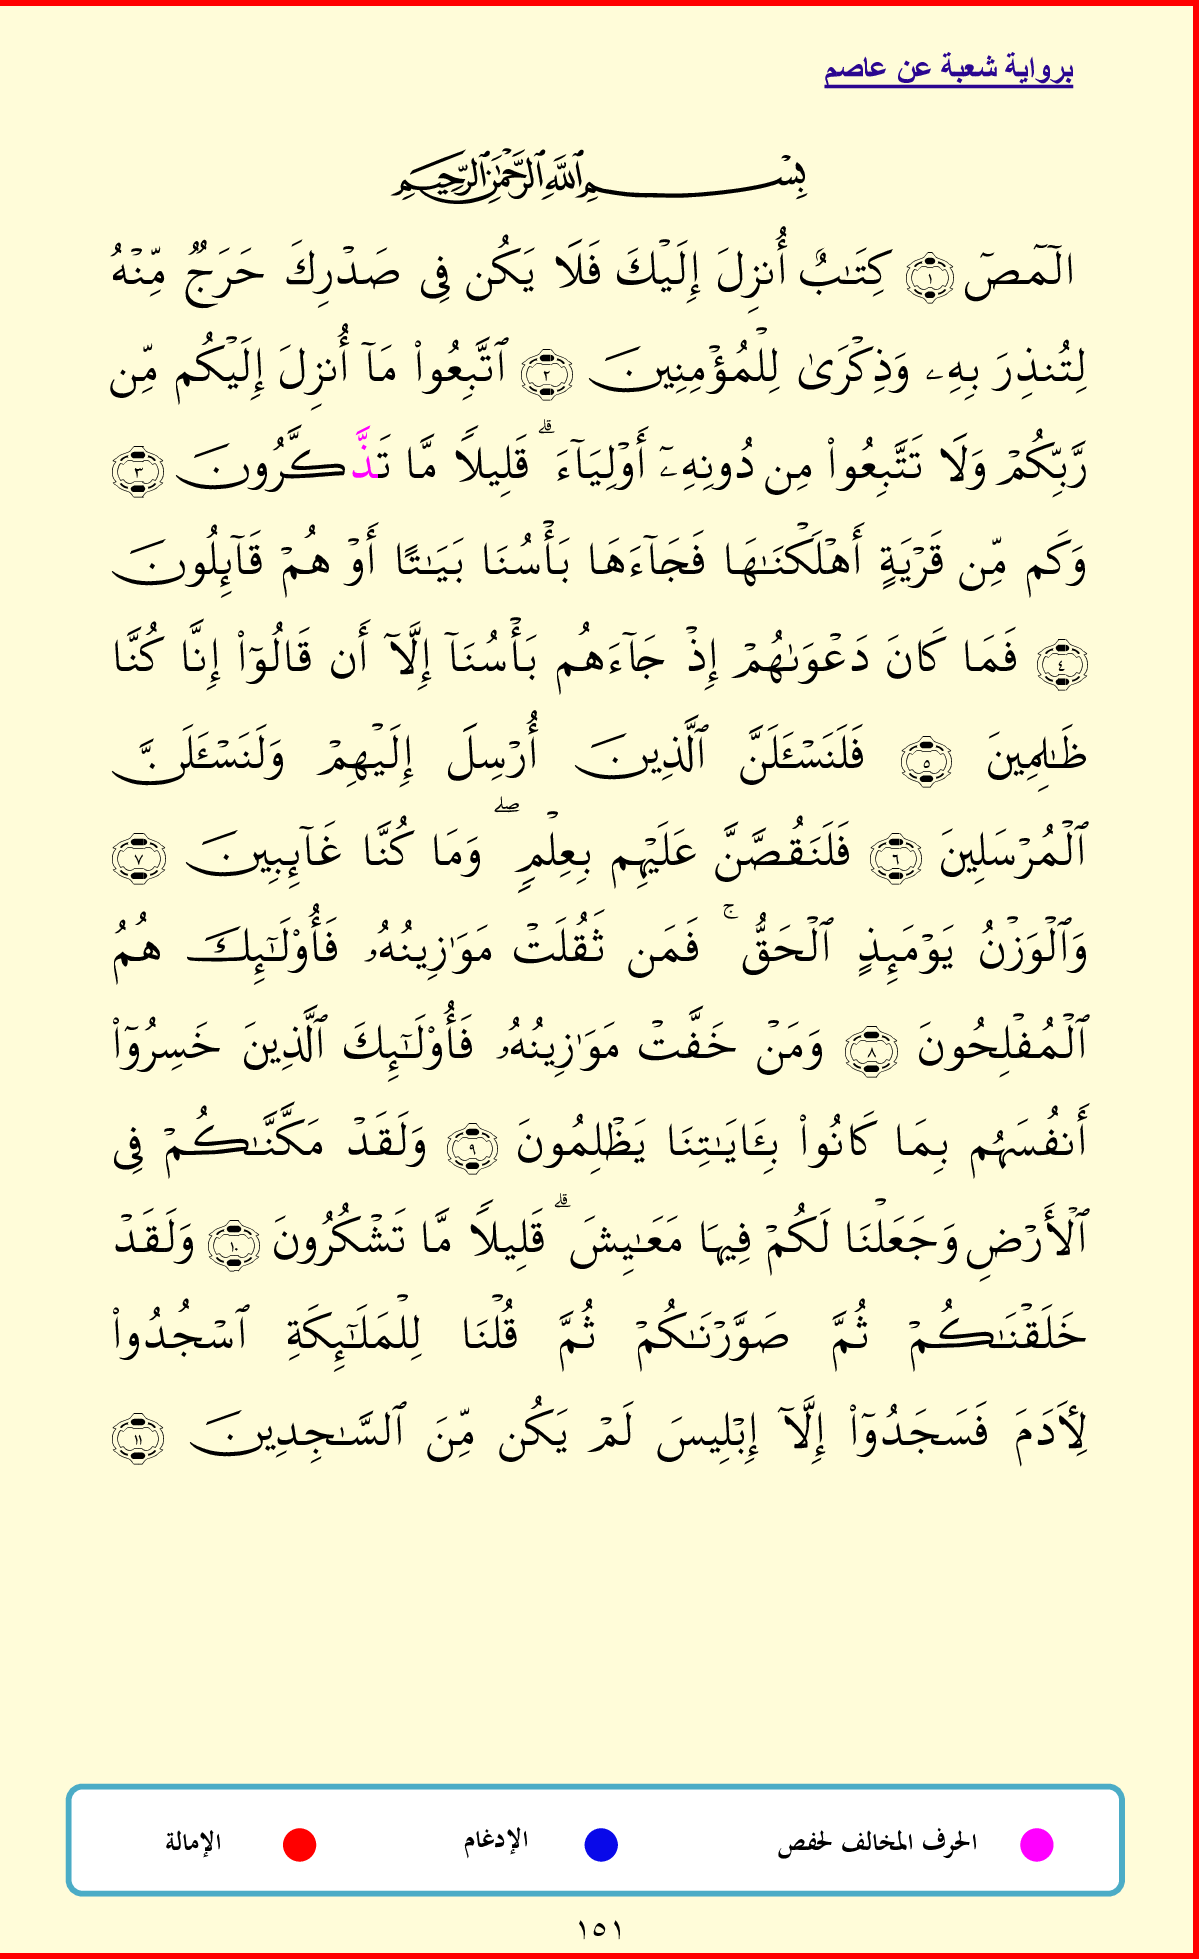 برواية شعبة عن عاصم
بِسْمِ ٱللَّهِ ٱلرَّحْمَٰنِ ٱلرَّحِيمِ
الٓمٓصٓ ١ كِتَٰبٌ أُنزِلَ إِلَيْكَ فَلَا يَكُن فِى صَدْرِكَ حَرَجٌ مِّنْهُ
لِتُنذِرَ بِهِۦ وَذِكْرَىٰ لِلْمُؤْمِنِينَ ٢ ٱتَّبِعُوا۟ مَآ أُنزِلَ إِلَيْكُم مِّن
رَّبِّكُمْ وَلَا تَتَّبِعُوا۟ مِن دُونِهِۦٓ أَوْلِيَآءَ ۗ قَلِيلًا مَّا تَذَّكَّرُونَ ٣
وَكَم مِّن قَرْيَةٍ أَهْلَكْنَٰهَا فَجَآءَهَا بَأْسُنَا بَيَٰتًا أَوْ هُمْ قَآئِلُونَ
٤ فَمَا كَانَ دَعْوَىٰهُمْ إِذْ جَآءَهُم بَأْسُنَآ إِلَّآ أَن قَالُوٓا۟ إِنَّا كُنَّا
ظَٰلِمِينَ ٥ فَلَنَسْـَٔلَنَّ ٱلَّذِينَ أُرْسِلَ إِلَيْهِمْ وَلَنَسْـَٔلَنَّ
ٱلْمُرْسَلِينَ ٦ فَلَنَقُصَّنَّ عَلَيْهِم بِعِلْمٍ ۖ وَمَا كُنَّا غَآئِبِينَ ٧
وَٱلْوَزْنُ يَوْمَئِذٍ ٱلْحَقُّ ۚ فَمَن ثَقُلَتْ مَوَٰزِينُهُۥ فَأُو۟لَٰٓئِكَ هُمُ
ٱلْمُفْلِحُونَ ٨ وَمَنْ خَفَّتْ مَوَٰزِينُهُۥ فَأُو۟لَٰٓئِكَ ٱلَّذِينَ خَسِرُوٓا۟
أَنفُسَهُم بِمَا كَانُوا۟ بِـَٔايَٰتِنَا يَظْلِمُونَ ٩ وَلَقَدْ مَكَّنَّٰكُمْ فِى
ٱلْأَرْضِ وَجَعَلْنَا لَكُمْ فِيهَا مَعَٰيِشَ ۗ قَلِيلًا مَّا تَشْكُرُونَ ١٠ وَلَقَدْ
خَلَقْنَٰكُمْ ثُمَّ صَوَّرْنَٰكُمْ ثُمَّ قُلْنَا لِلْمَلَٰٓئِكَةِ ٱسْجُدُوا۟
لِـَٔادَمَ فَسَجَدُوٓا۟ إِلَّآ إِبْلِيسَ لَمْ يَكُن مِّنَ ٱلسَّٰجِدِينَ ١١
الحرف المخالف لحفص الإدغام الإمالة
١٥١